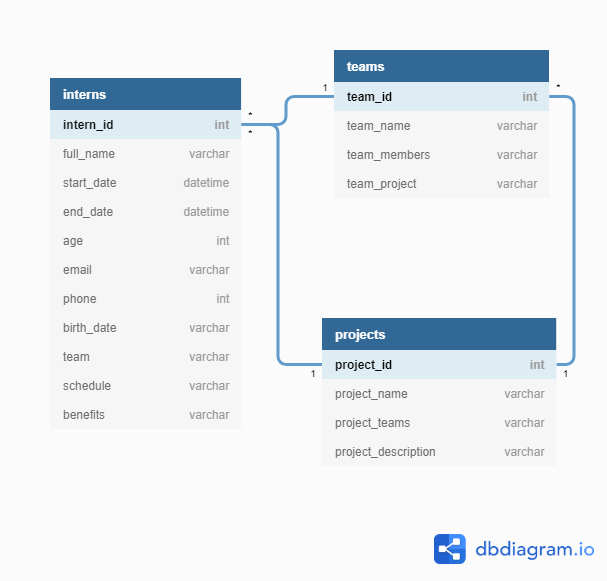 interns
intern_id int
full_name varchar
start_date datetime
end_date datetime
age int
email varchar
phone int
birth_date varchar
team varchar
schedule varchar
benefits varchar
*
*
1
teams
team_id int
team_name varchar
team_members varchar
team_project varchar
*
projects
project_id int
project_name varchar
project_teams varchar
project_description varchar
1
1
dbdiagram.io